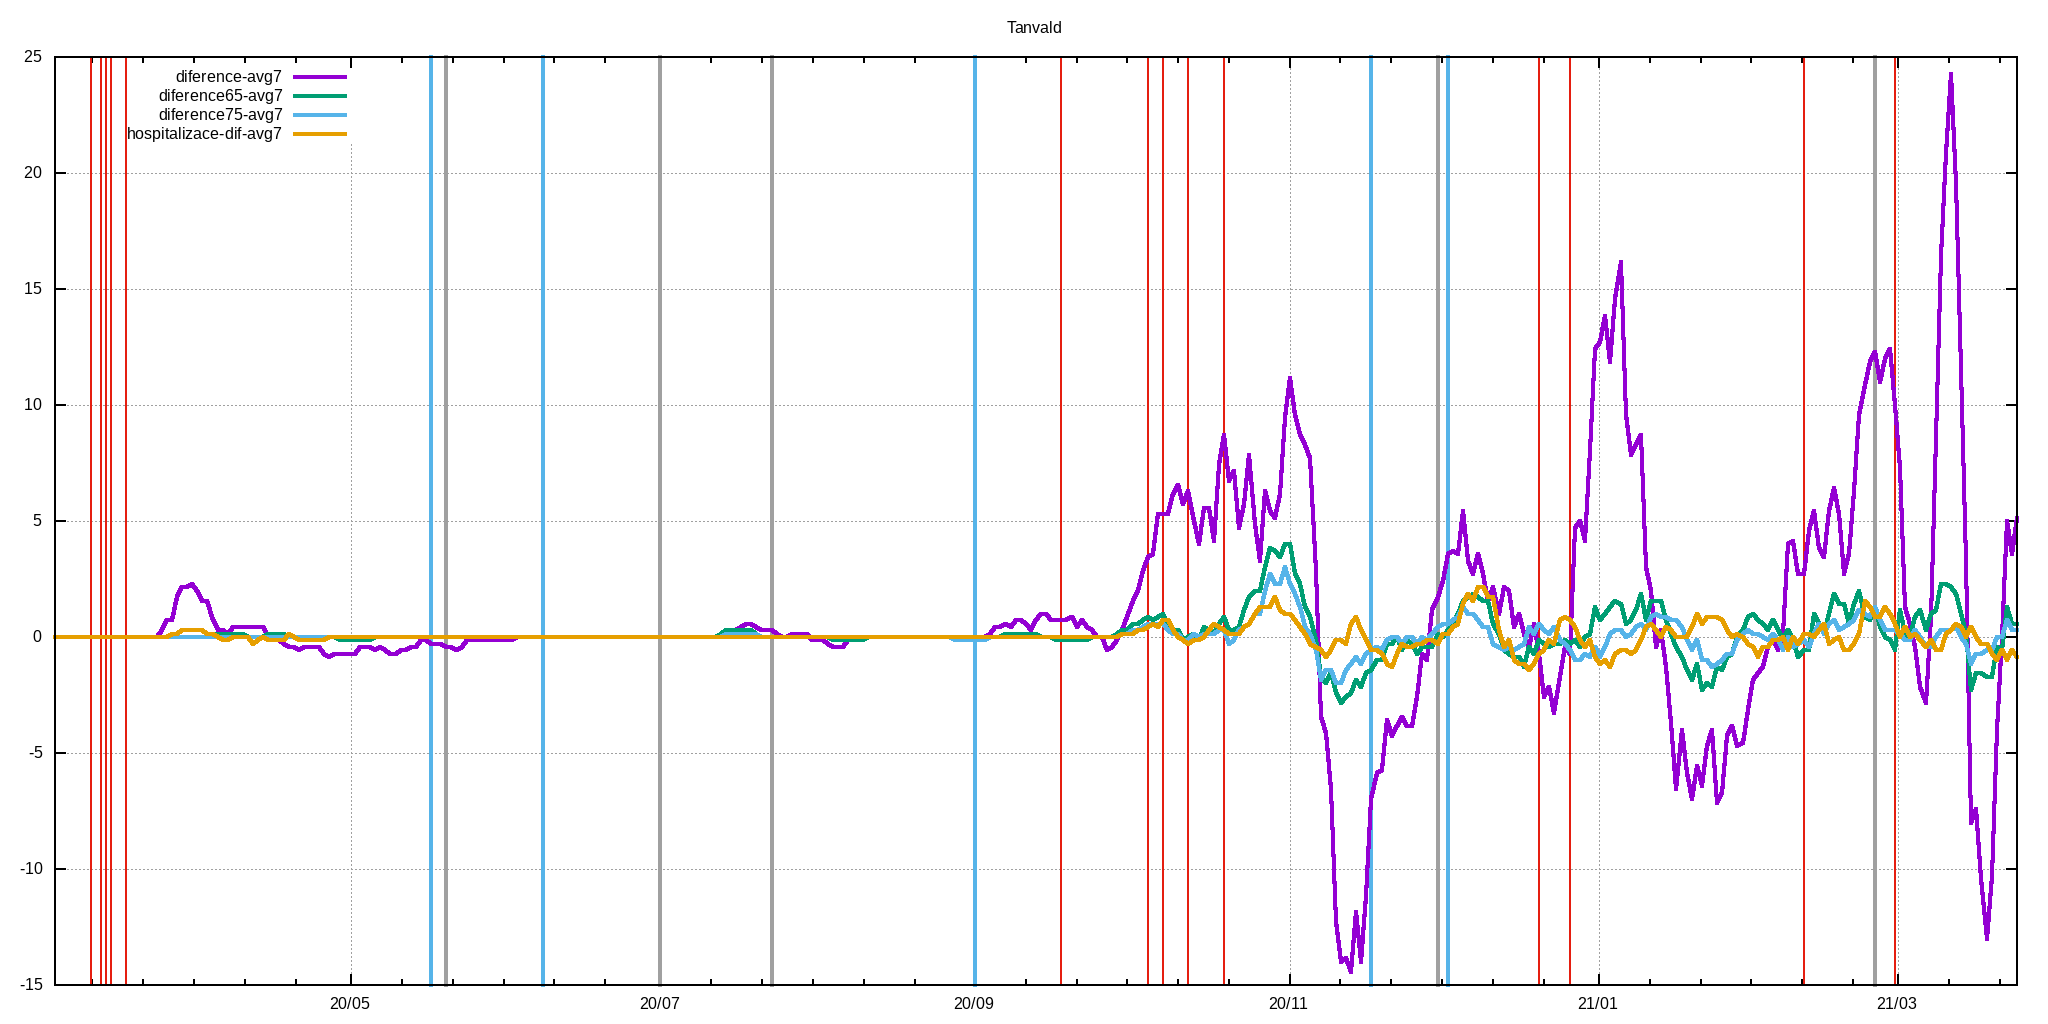 Tanvald
25
diference-avg7
diference65-avg7
diference75-avg7
hospitalizace-dif-avg7
20
15
10
5
0
-5
-10
-15
20/05 20/07 20/09 20/11 21/01 21/03